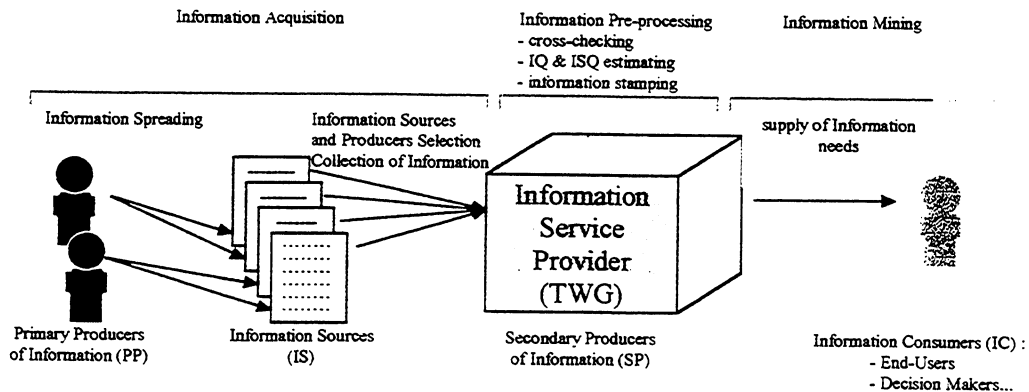 Information Acquisition
Information Pre-processing
- cross-checking
- IQ & ISQ estimating
- information stamping
Information Mining
Information Spreading
Information Sources
and Producers Selection
Collection of Information
supply of Information
needs
Information
Service
Provider
(TWG)
Primary Producers
of Information (PP)
Information Sources
(IS)
Secondary Producers
of Information (SP)
Information Consumers (IC) :
- End-Users
- Decision Makers...